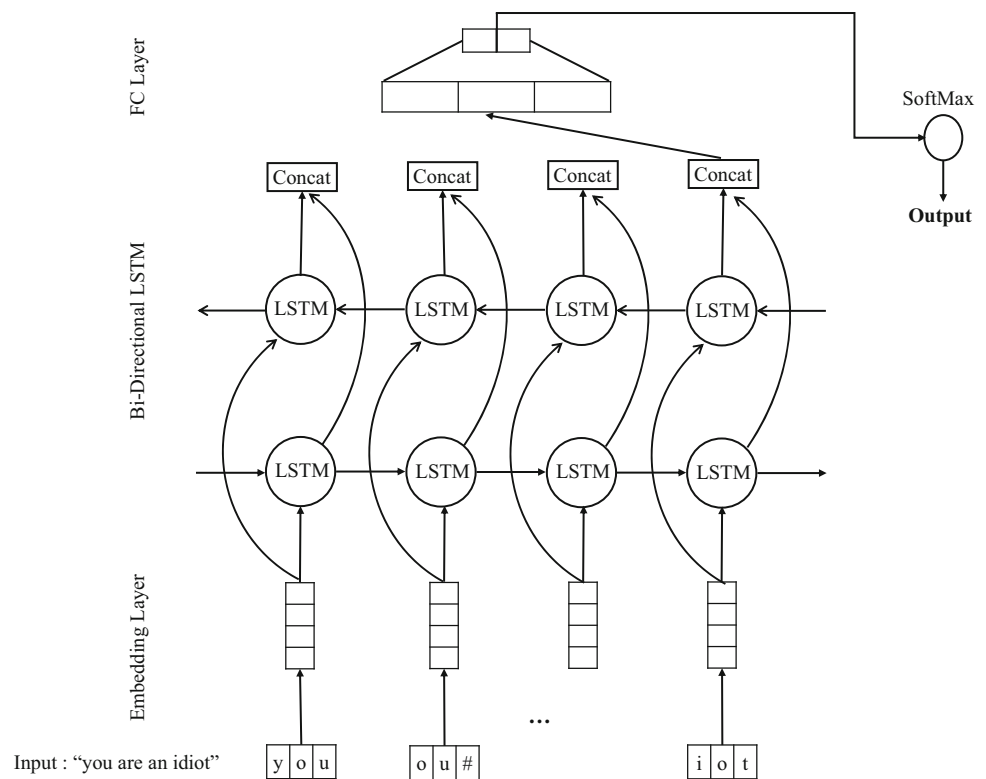 FC Layer
SoftMax
Output
Concat Concat Concat Concat
Bi-Directional LSTM
LSTM LSTM LSTM LSTM
LSTM LSTM LSTM LSTM
Embedding Layer
...
Input : “you are an idiot” y o u o u # i o t